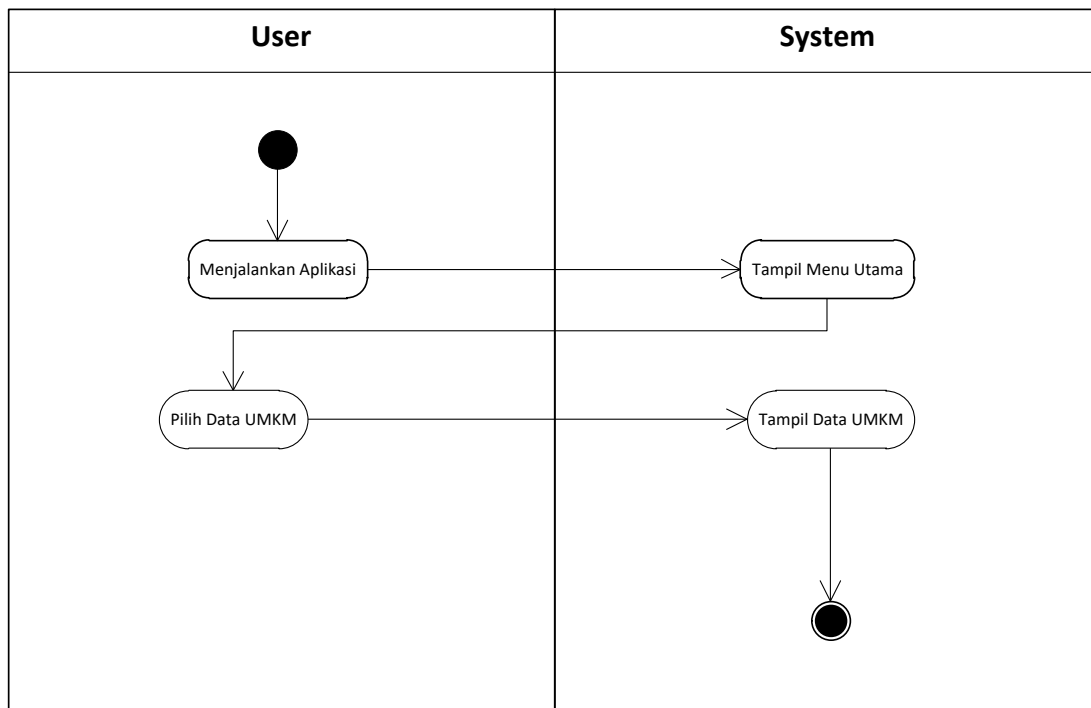 User
System
Menjalankan Aplikasi
Tampil Menu Utama
Pilih Data UMKM
Tampil Data UMKM